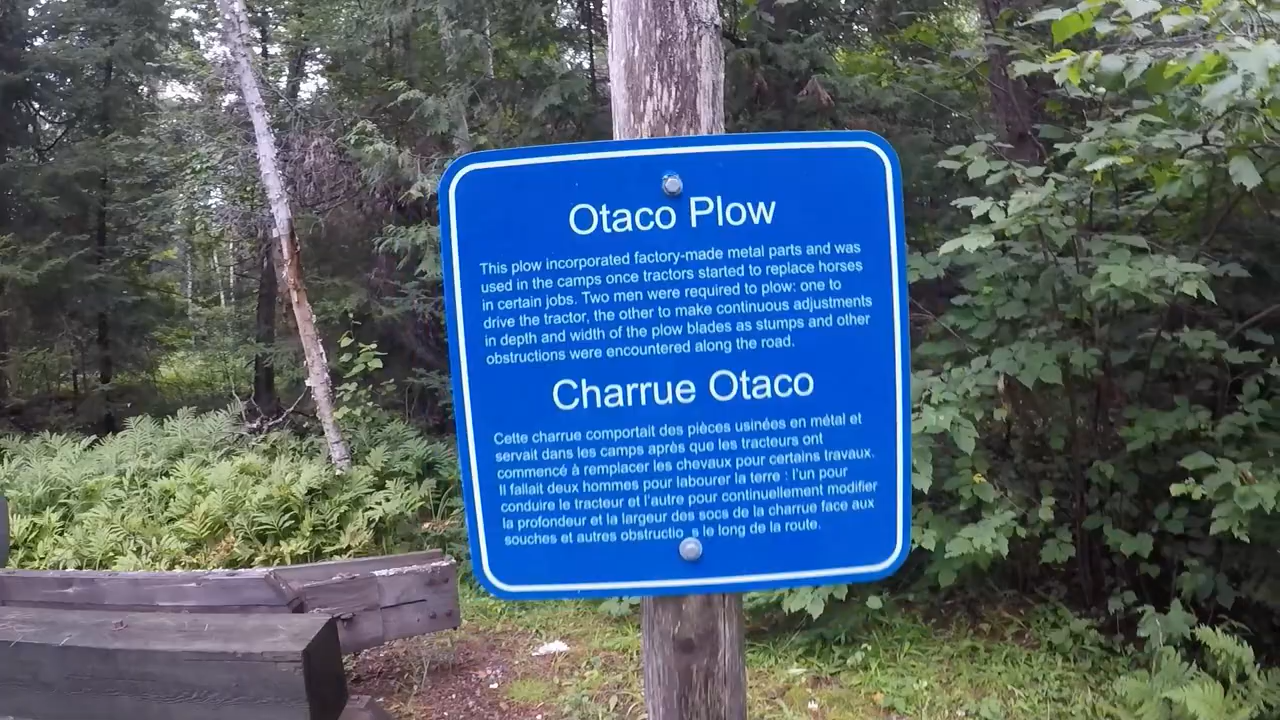 Otaco Plow
This plow incorporated factory-made metal parts and was
used in the camps once tractors started to replace horses
in certain jobs. Two men were required to plow: one to
drive the tractor, the other to make continuous adjustments
in depth and width of the plow blades as stumps and other
obstructions were encountered along the road.
Charrue Otaco
Cette charrue comportait des pièces usinées en métal et
servait dans les camps après que les tracteurs ont
commencé à remplacer les chevaux pour certains travaux.
Il fallait deux hommes pour labourer la terre : l'un pour
conduire le tracteur et l'autre pour continuellement modifier
la profondeur et la largeur des socs de la charrue face aux
souches et autres obstructio s le long de la route.